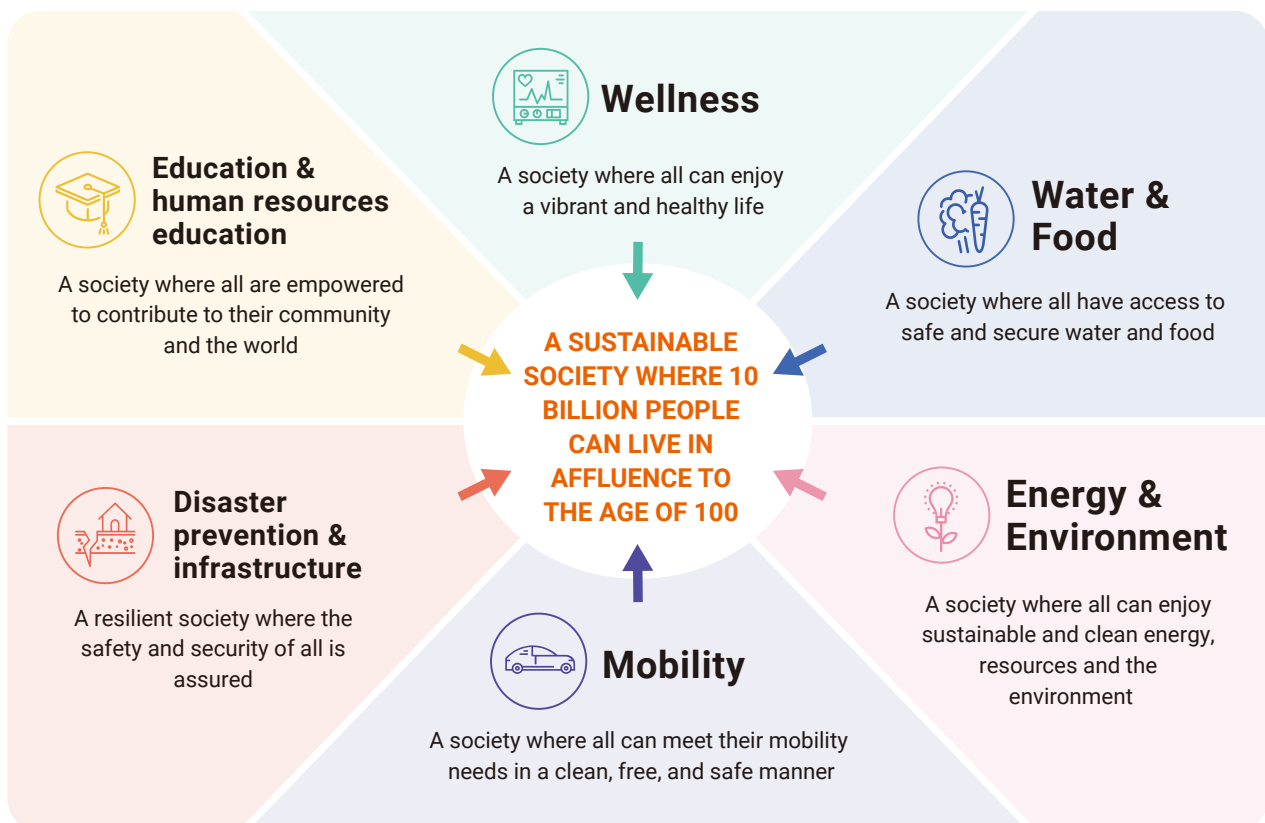 Wellness
A society where all can enjoy
a vibrant and healthy life
Education &
human resources
education
A society where all are empowered
to contribute to their community
and the world
Water &
Food
A society where all have access to
safe and secure water and food
A SUSTAINABLE
SOCIETY WHERE 10
BILLION PEOPLE
CAN LIVE IN
AFFLUENCE TO
THE AGE OF 100
Disaster
prevention &
infrastructure
A resilient society where the
safety and security of all is
assured
Energy &
Environment
A society where all can enjoy
sustainable and clean energy,
resources and the
environment
Mobility
A society where all can meet their mobility
needs in a clean, free, and safe manner